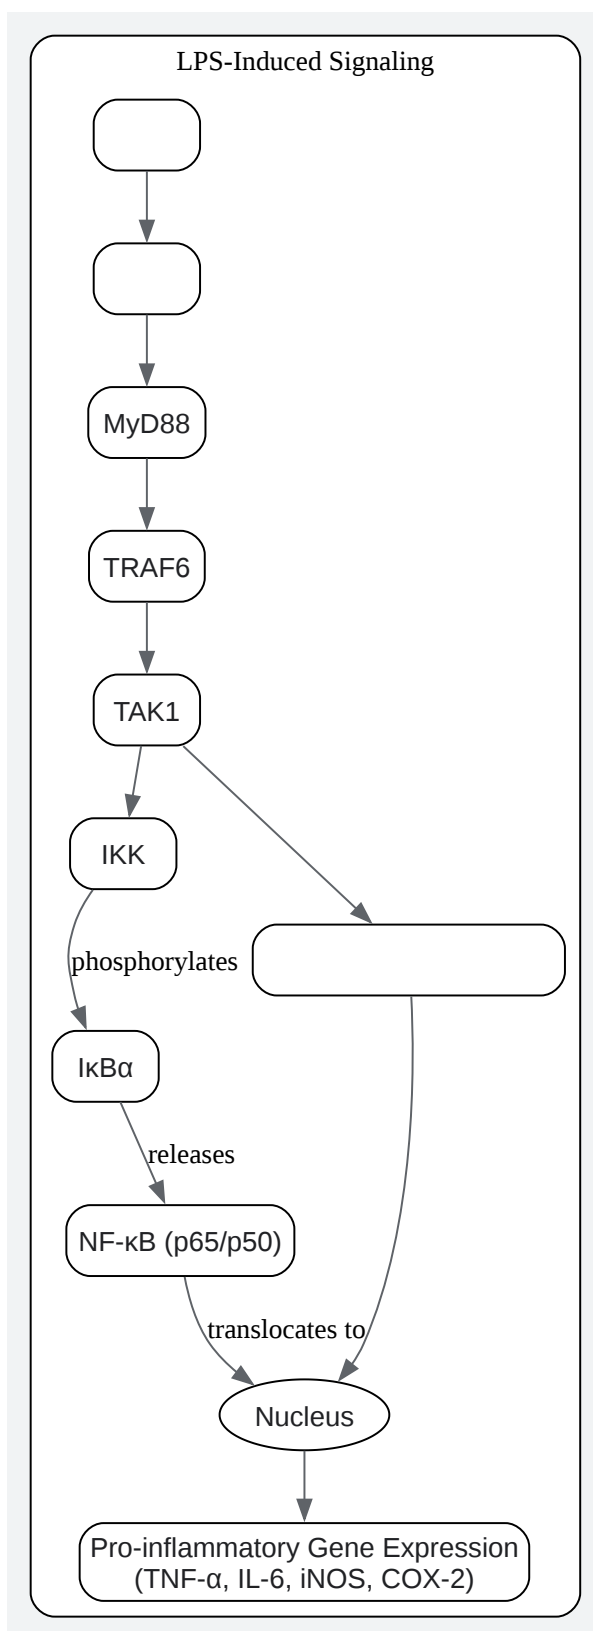 LPS-Induced Signaling
MyD88
TRAF6
TAK1
IKK
phosphorylates
IκBα
releases
NF-κB (p65/p50)
translocates to
Nucleus
Pro-inflammatory Gene Expression
(TNF-α, IL-6, iNOS, COX-2)